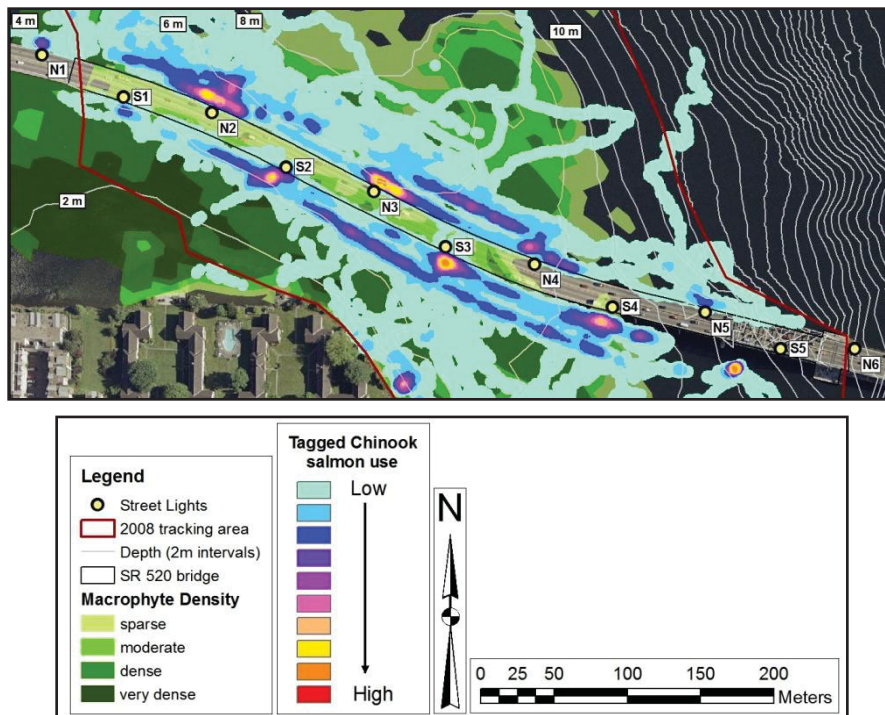 4 m
6 m
8 m
10 m
N1
S1
N2
S2
2 m
N3
S3
N4
S4
N5
S5
N6
Legend
Street Lights
2008 tracking area
Depth (2m intervals)
SR 520 bridge
Macrophyte Density
sparse
moderate
dense
very dense
Tagged Chinook
salmon use
Low
High
N
0 25 50 100 150 200
Meters